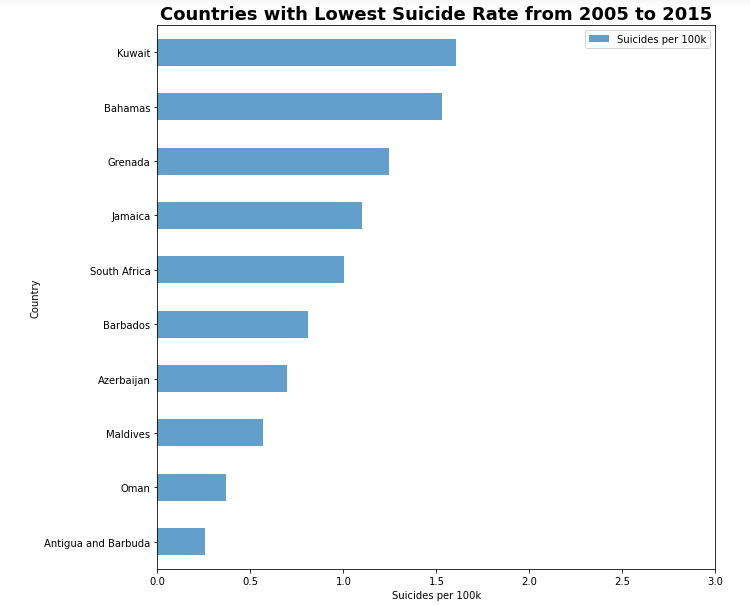 Countries with Lowest Suicide Rate from 2005 to 2015
Suicides per 100k
Kuwait
Bahamas
Grenada
Jamaica
South Africa
Barbados
Azerbaijan
Maldives
Oman
Antigua and Barbuda
Country
0.0 0.5 1.0 1.5 2.0 2.5 3.0
Suicides per 100k